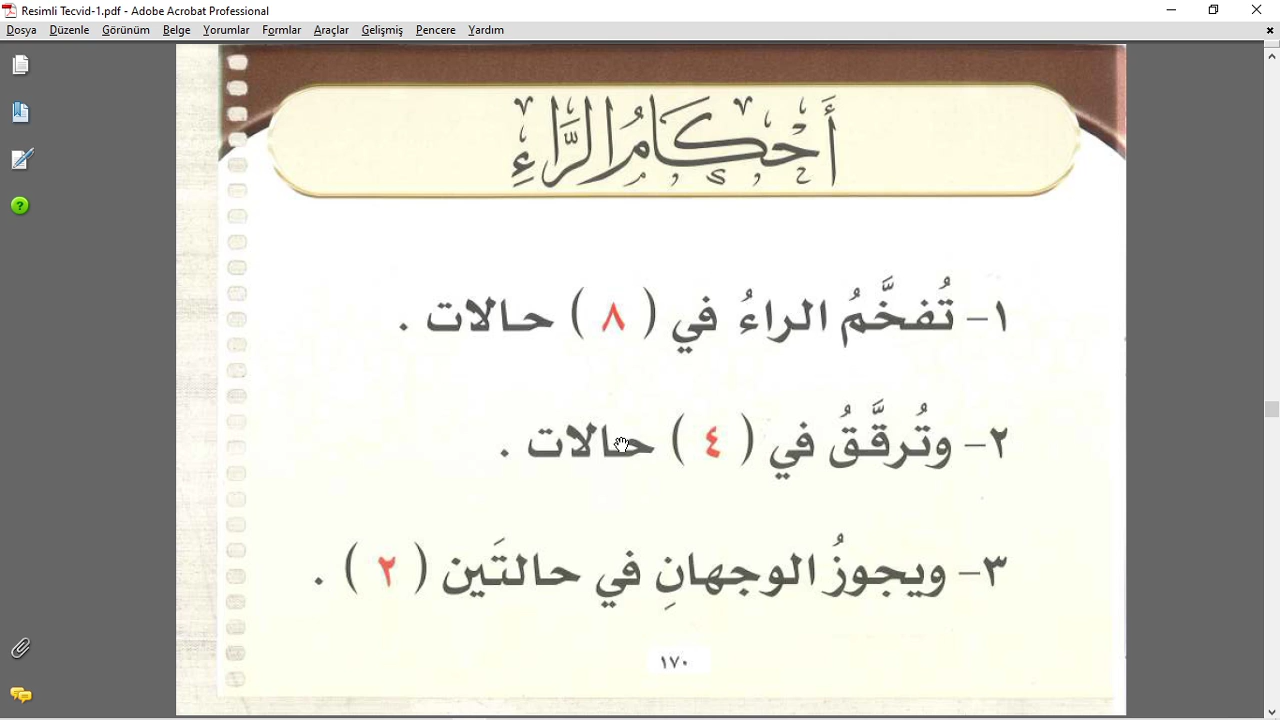 Resimli Tecvid-1.pdf - Adobe Acrobat Professional
Dosya Düzenle Görünüm Belge Yorumlar Formlar Araçlar Gelişmiş Pencere Yardım
أَحْكَامُ الرَّاءِ
١- تُفخَّمُ الراءُ في ( ٨ ) حالات .
٢- وتُرقَّقُ في ( ٤ ) حالات .
٣- ويجوزُ الوجهانِ في حالتَين ( ٢ ) .
١٧٠